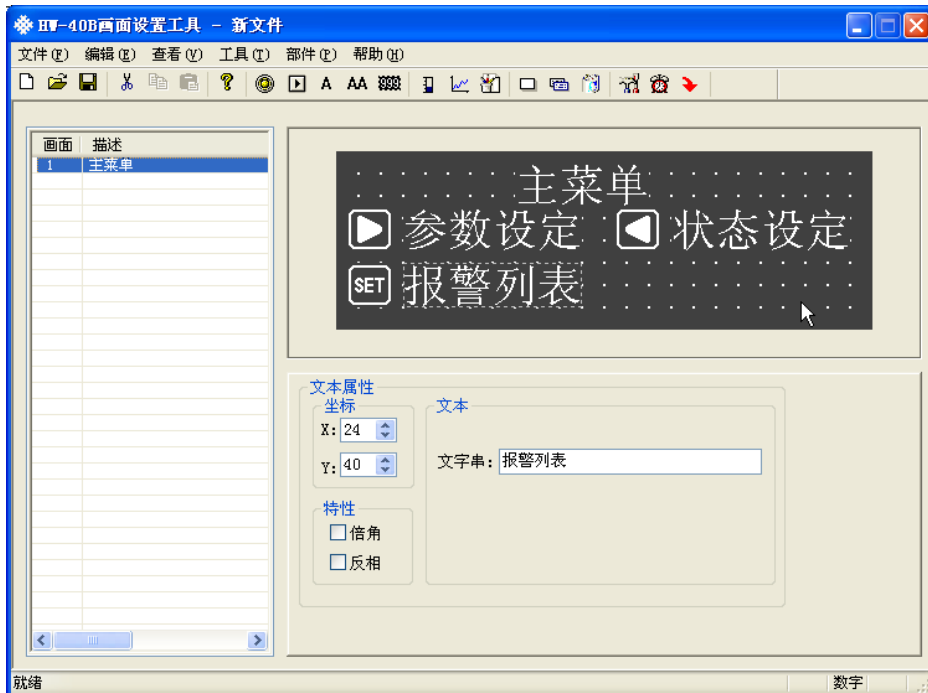 HW-40B画面设置工具 - 新文件
文件(F) 编辑(E) 查看(V) 工具(T) 部件(P) 帮助(H)
A AA
画面 描述
1 主菜单
主菜单
参数设定 状态设定
SET 报警列表
文本属性
坐标
X: 24
Y: 40
文本
文字串: 报警列表
特性
倍角
反相
就绪 数字